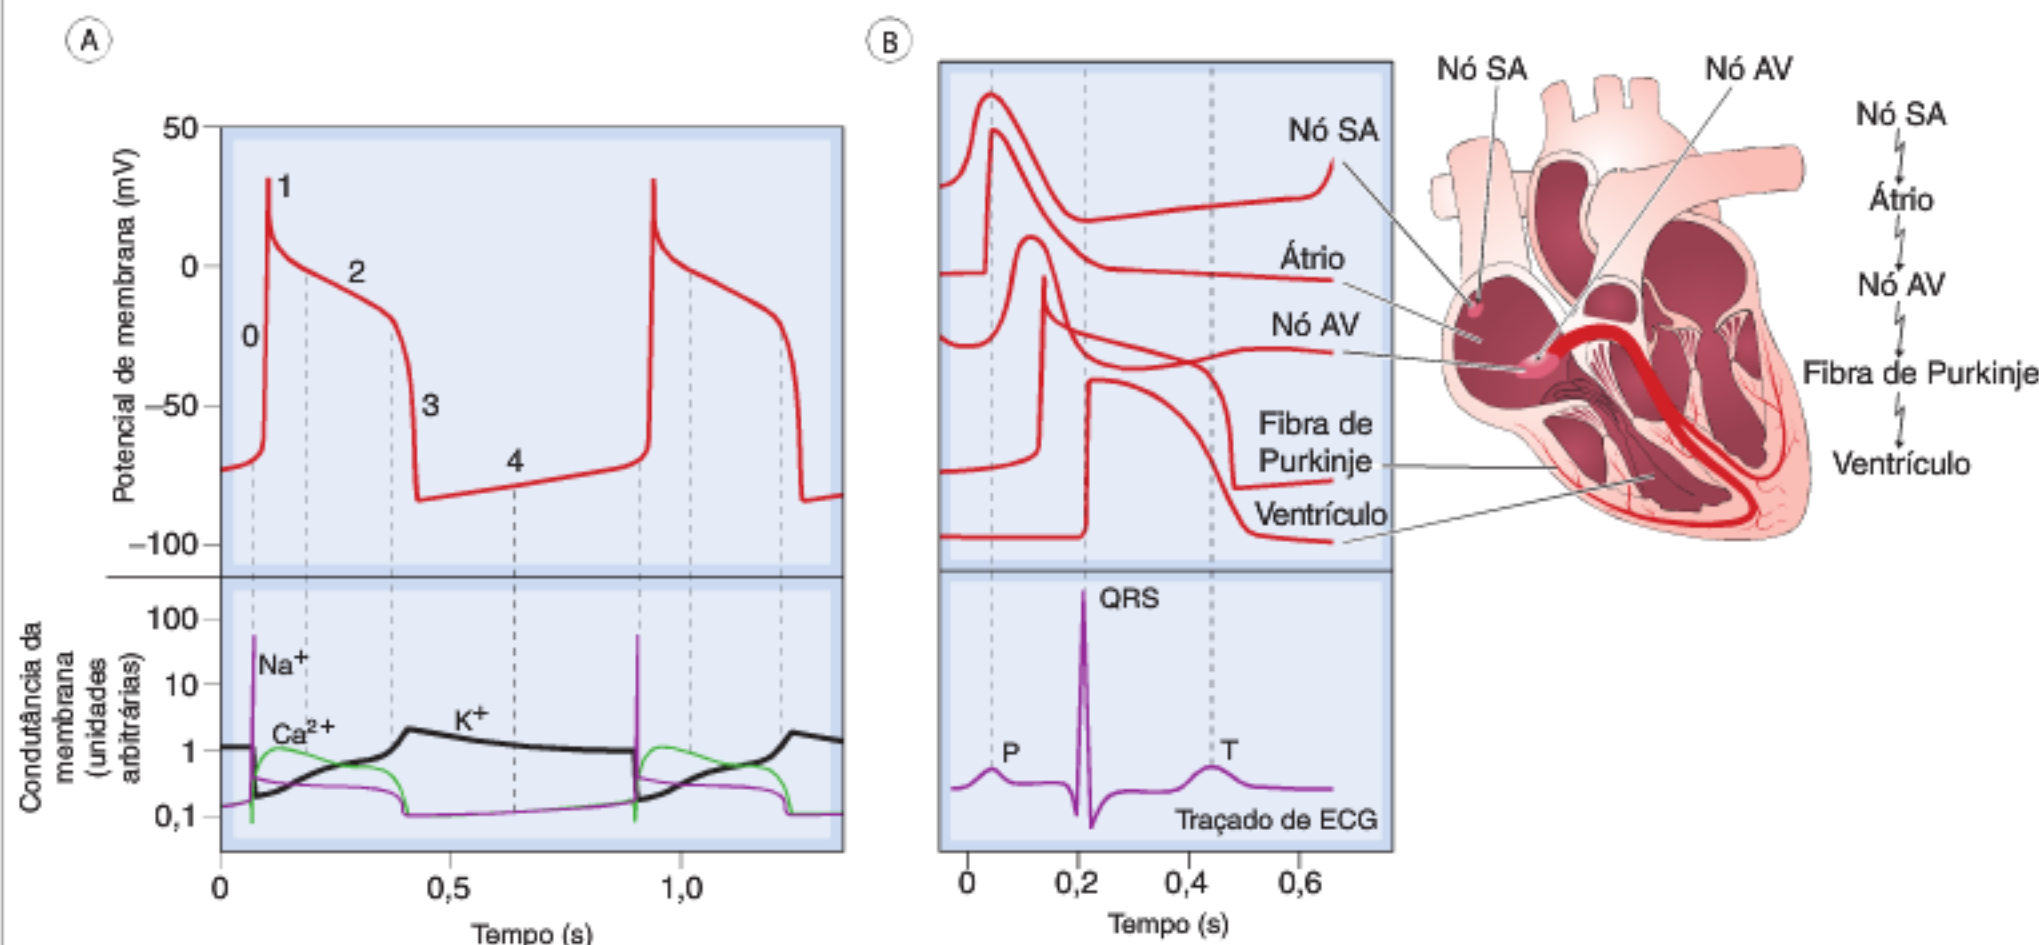 A
50
0
–50
–100
Potencial de membrana (mV)
1
2
0
3
4
100
10
1
0,1
Condutância da
membrana
(unidades
arbitrárias)
Na+
Ca2+
K+
0
0,5
1,0
Tempo (s)
B
Nó SA
Átrio
Nó AV
Fibra de
Purkinje
Ventrículo
QRS
P
T
Traçado de ECG
0
0,2
0,4
0,6
Tempo (s)
Nó SA
Nó AV
Nó SA
Átrio
Nó AV
Fibra de Purkinje
Ventrículo